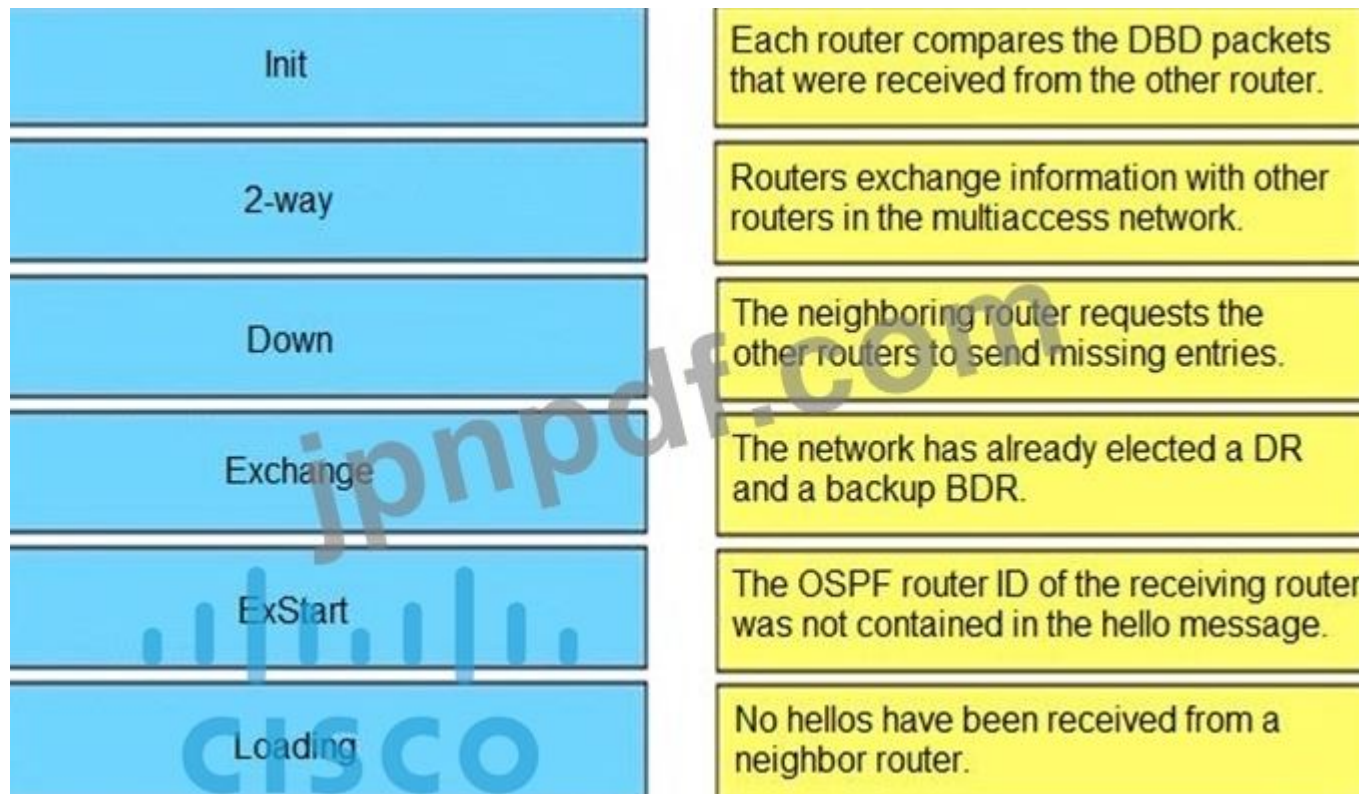 Init
Each router compares the DBD packets
that were received from the other router.
2-way
Routers exchange information with other
routers in the multiaccess network.
Down
The neighboring router requests the
other routers to send missing entries.
Exchange
The network has already elected a DR
and a backup BDR.
ExStart
The OSPF router ID of the receiving router
was not contained in the hello message.
Loading
No hellos have been received from a
neighbor router.
jpnpdf.com
CISCO